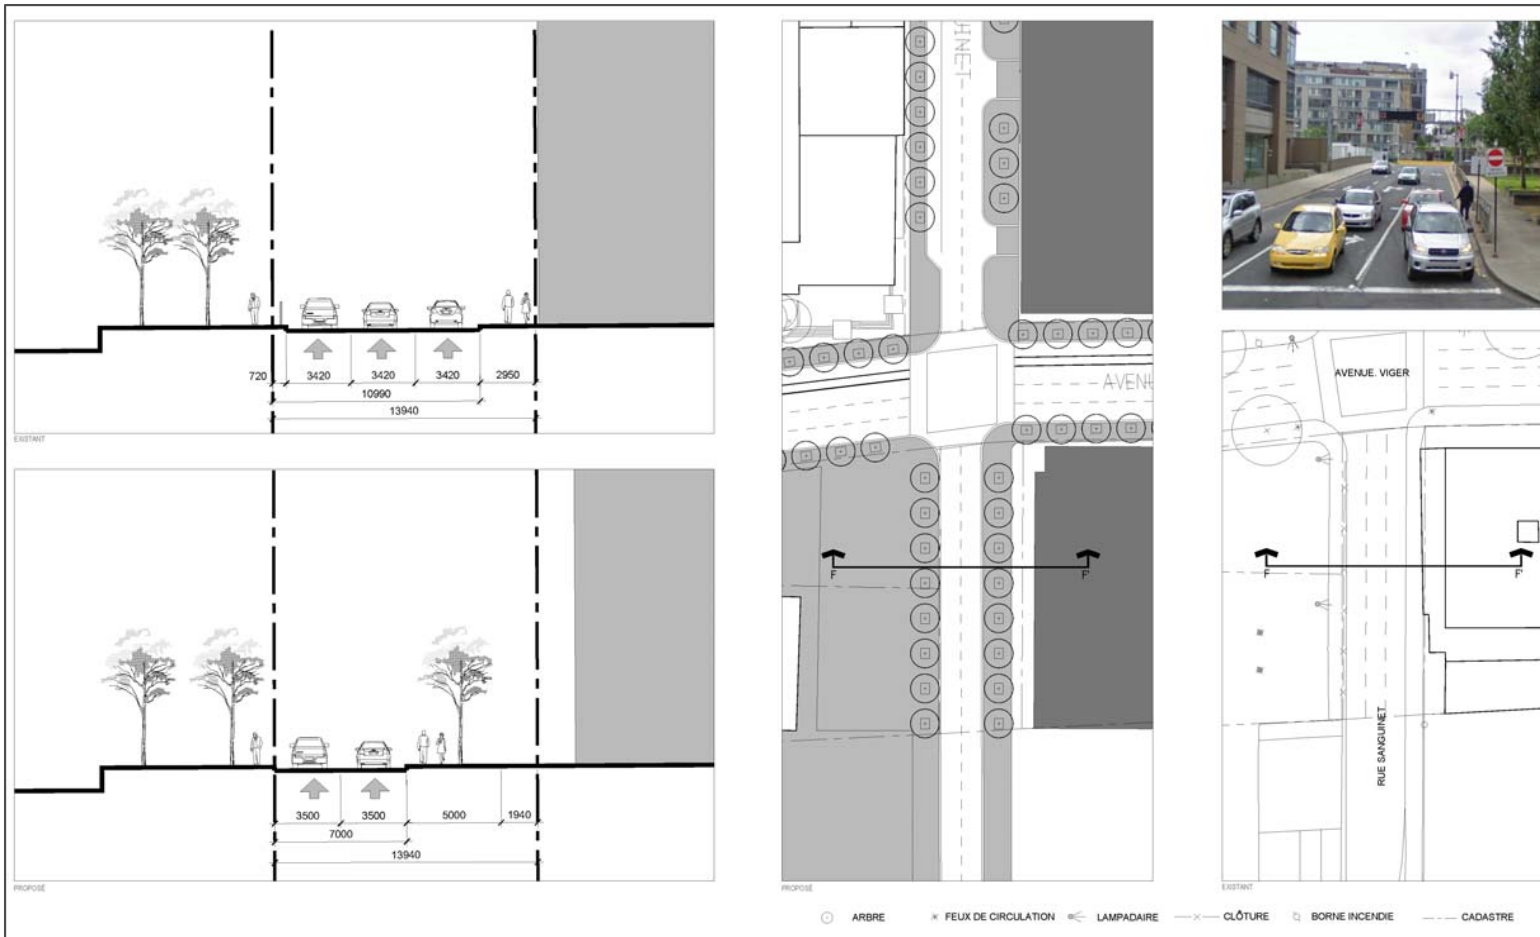 720
3420
3420
3420
2950
10990
13940
EXISTANT
3500
3500
5000
1940
7000
13940
PROPOSÉ
UINET
AVENU
F
F'
PROPOSÉ
AVENUE. VIGER
F
F'
RUE SANGUINET
EXISTANT
ARBRE
FEUX DE CIRCULATION
LAMPADAIRE
CLÔTURE
BORNE INCENDIE
CADASTRE